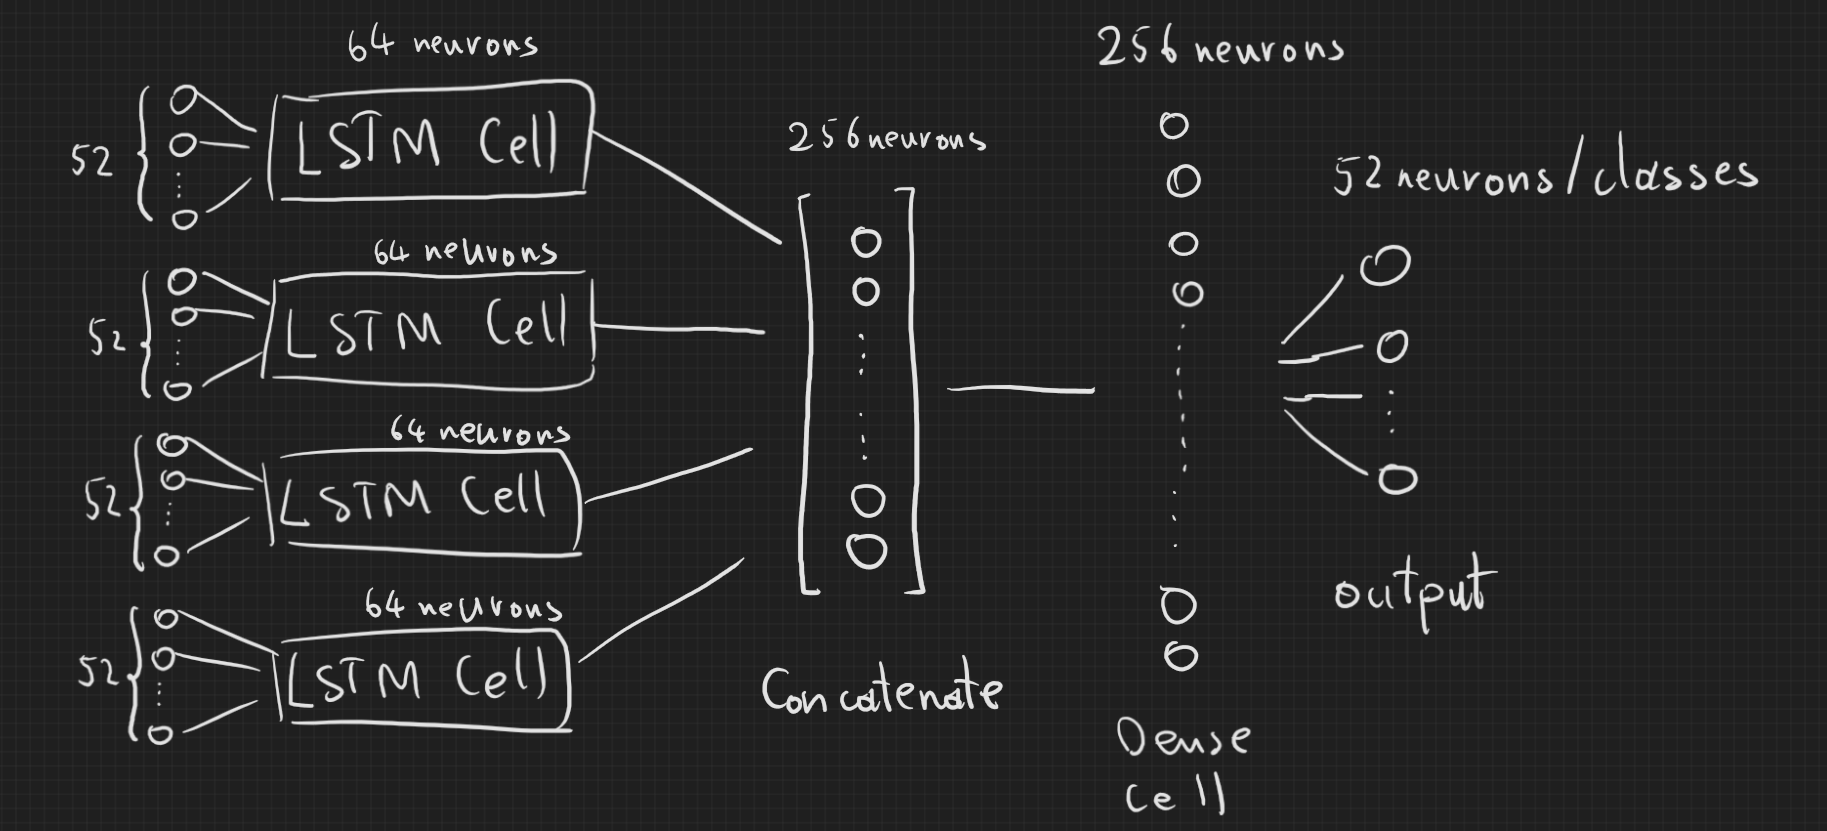 64 neurons
52
LSTM Cell
64 neurons
52
LSTM Cell
64 neurons
52
LSTM Cell
64 neurons
52
LSTM Cell
256 neurons
Concatenate
256 neurons
Dense
Cell
52 neurons/classes
output